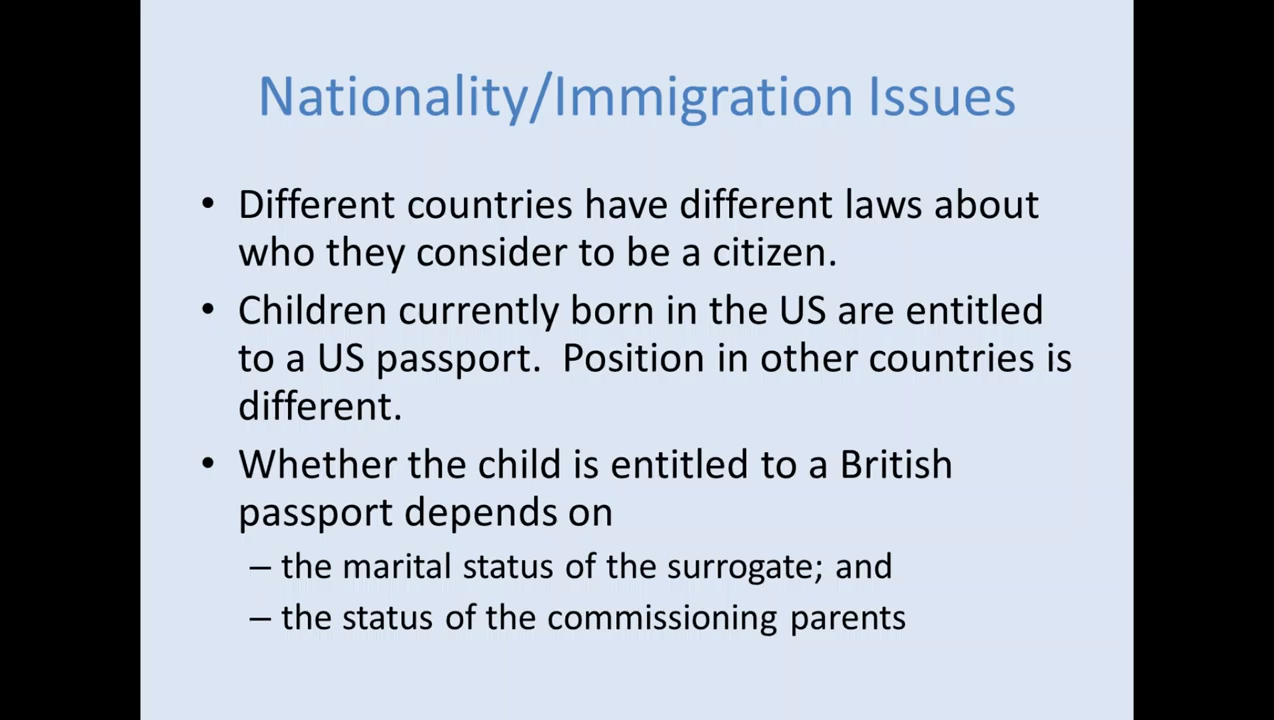 Nationality/Immigration Issues
• Different countries have different laws about
who they consider to be a citizen.
• Children currently born in the US are entitled
to a US passport.  Position in other countries is
different.
• Whether the child is entitled to a British
passport depends on
– the marital status of the surrogate; and
– the status of the commissioning parents